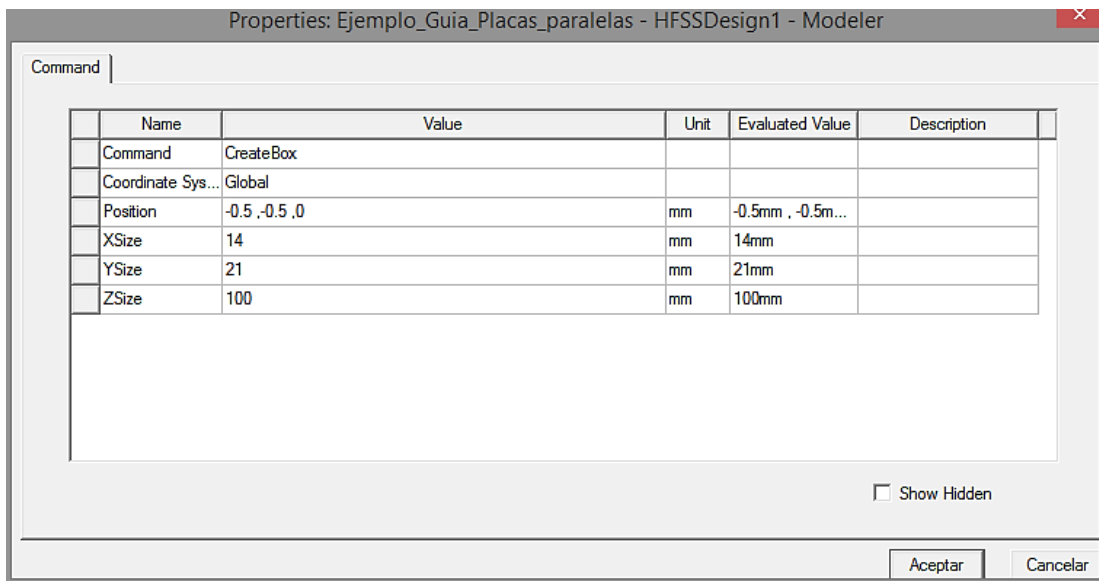 Properties: Ejemplo_Guia_Placas_paralelas - HFSSDesign1 - Modeler
Command
Name Value Unit Evaluated Value Description
Command CreateBox
Coordinate Sys... Global
Position -0.5 ,-0.5 ,0 mm -0.5mm , -0.5m...
XSize 14 mm 14mm
YSize 21 mm 21mm
ZSize 100 mm 100mm
Show Hidden
Aceptar Cancelar